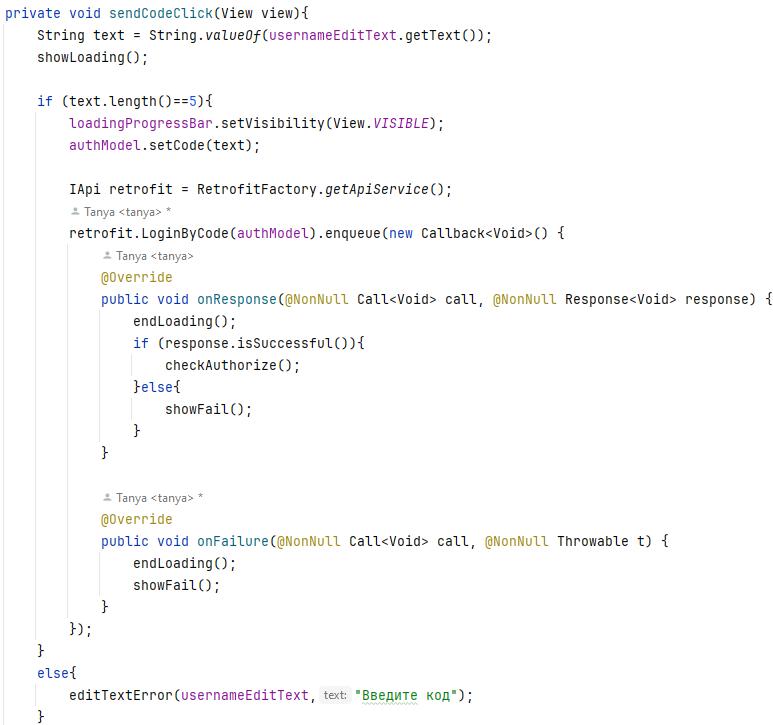 private void sendCodeClick(View view){
    String text = String.valueOf(usernameEditText.getText());
    showLoading();

    if (text.length()==5){
        loadingProgressBar.setVisibility(View.VISIBLE);
        authModel.setCode(text);

        IApi retrofit = RetrofitFactory.getApiService();
        Tanya <tanya> *
        retrofit.LoginByCode(authModel).enqueue(new Callback<Void>() {
            Tanya <tanya>
            @Override
            public void onResponse(@NonNull Call<Void> call, @NonNull Response<Void> response) {
                endLoading();
                if (response.isSuccessful()){
                    checkAuthorize();
                }else{
                    showFail();
                }
            }

            Tanya <tanya> *
            @Override
            public void onFailure(@NonNull Call<Void> call, @NonNull Throwable t) {
                endLoading();
                showFail();
            }
        });
    }
    else{
        editTextError(usernameEditText, text: "Введите код");
    }